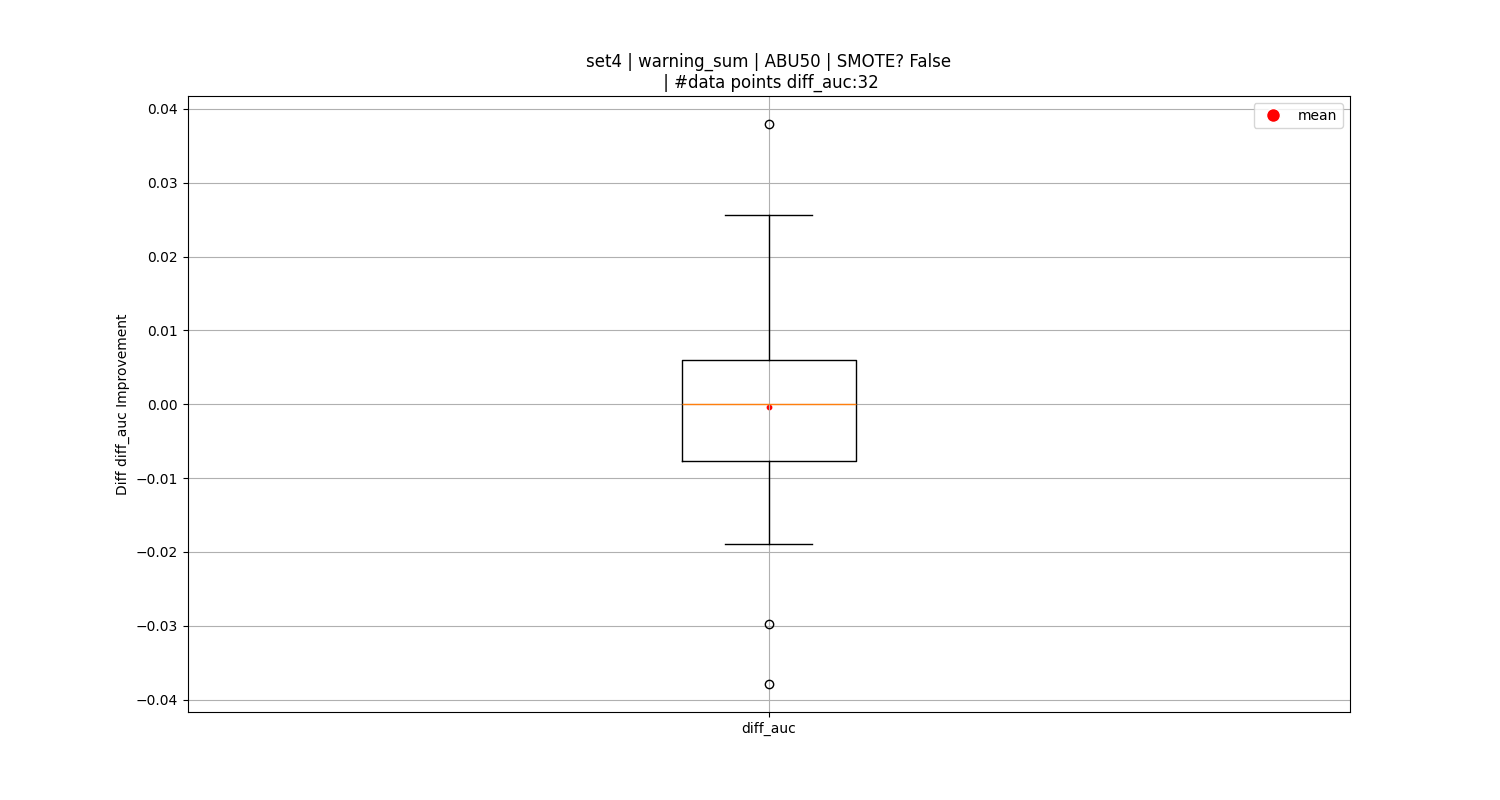 set4 | warning_sum | ABU50 | SMOTE? False
| #data points diff_auc:32
mean
0.04
0.03
0.02
0.01
0.00
−0.01
−0.02
−0.03
−0.04
Diff diff_auc Improvement
diff_auc